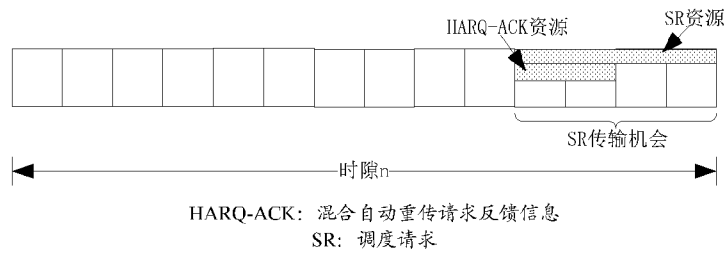 SR资源
HARQ-ACK资源
SR传输机会
时隙n
HARQ-ACK：混合自动重传请求反馈信息
SR：调度请求